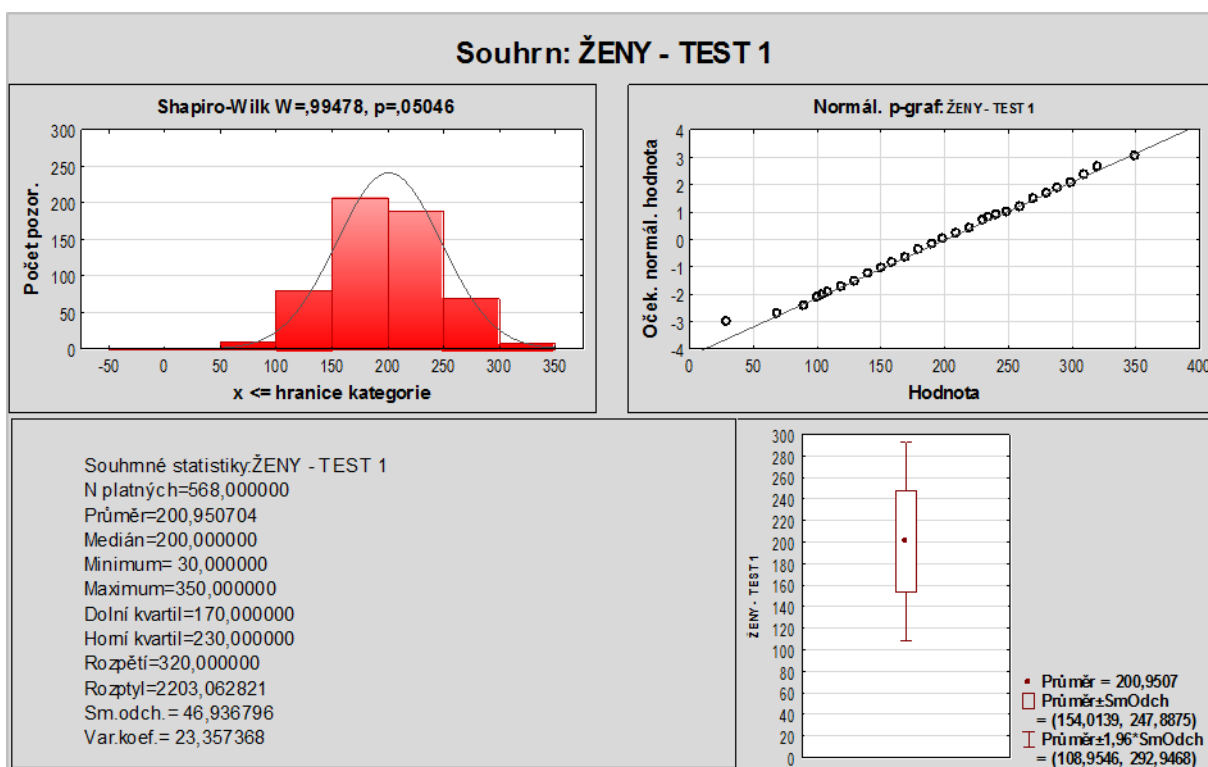 Souhrn: ŽENY - TEST 1
Shapiro-Wilk W=,99478, p=,05046
Počet pozor.
300
250
200
150
100
50
0
-50 0 50 100 150 200 250 300 350
x <= hranice kategorie
Normál. p-graf:ŽENY - TEST 1
Oček. normál. hodnota
4
3
2
1
0
-1
-2
-3
-4
0 50 100 150 200 250 300 350 400
Hodnota
Souhrnné statistiky:ŽENY - TEST 1
N platných=568,000000
Průměr=200,950704
Medián=200,000000
Minimum= 30,000000
Maximum=350,000000
Dolní kvartil=170,000000
Horní kvartil=230,000000
Rozpětí=320,000000
Rozptyl=2203,062821
Sm.odch.= 46,936796
Var.koef.= 23,357368
ŽENY - TEST 1
300
280
260
240
220
200
180
160
140
120
100
80
60
40
20
0
Průměr = 200,9507
Průměr±SmOdch
= (154,0139, 247,8875)
Průměr±1,96*SmOdch
= (108,9546, 292,9468)